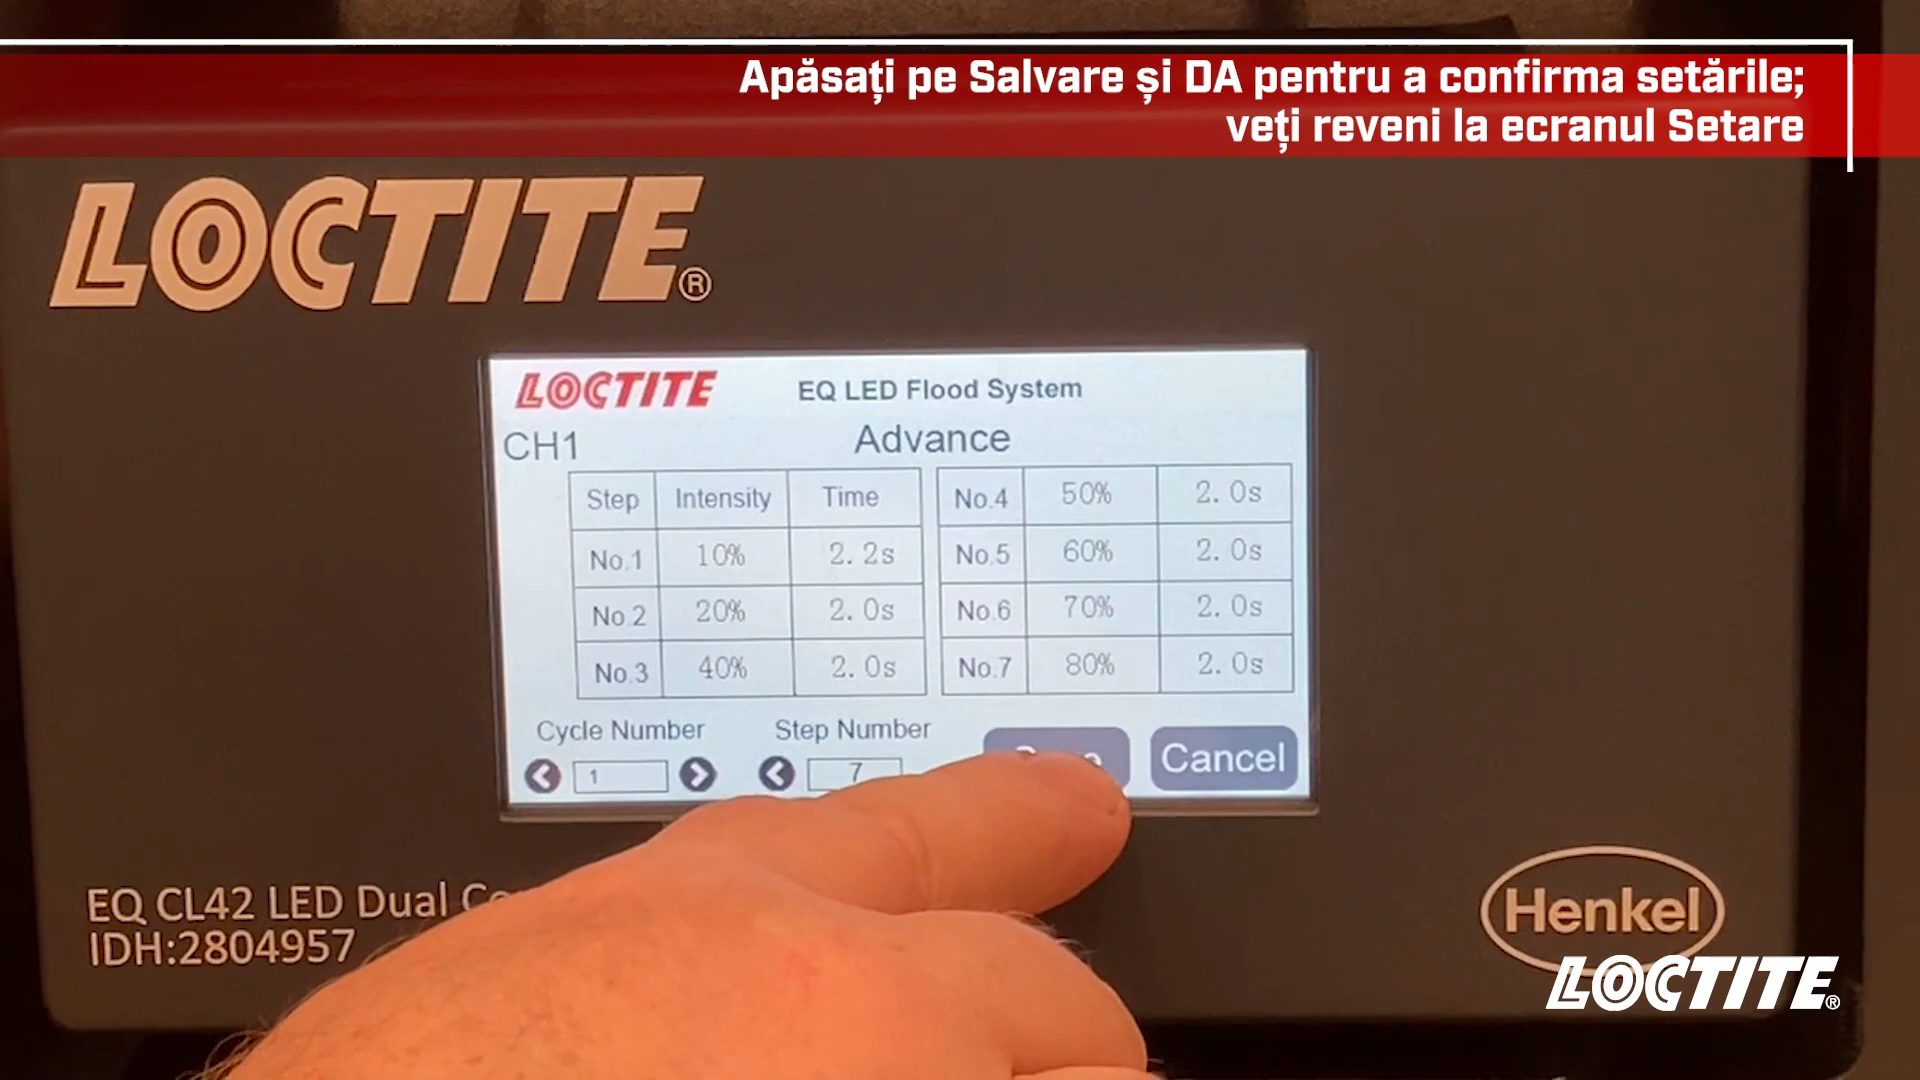 Apăsați pe Salvare și DA pentru a confirma setările;
veți reveni la ecranul Setare
LOCTITE®
LOCTITE EQ LED Flood System
CH1 Advance
Step Intensity Time No.4 50% 2.0s
No.1 10% 2.2s No.5 60% 2.0s
No.2 20% 2.0s No.6 70% 2.0s
No.3 40% 2.0s No.7 80% 2.0s
Cycle Number Step Number
1 7 Cancel
EQ CL42 LED Dual
IDH:2804957
Henkel
LOCTITE®